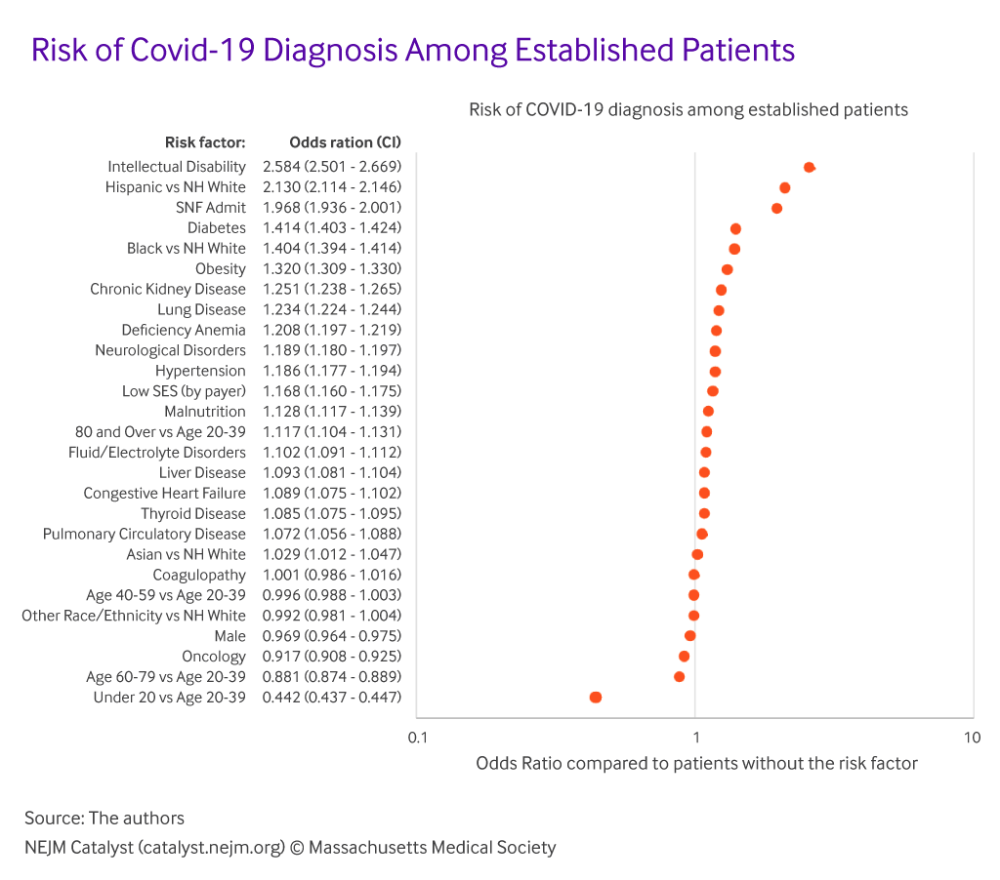 Risk of Covid-19 Diagnosis Among Established Patients
Risk of COVID-19 diagnosis among established patients
Risk factor: Odds ration (CI)
Intellectual Disability 2.584 (2.501 - 2.669)
Hispanic vs NH White 2.130 (2.114 - 2.146)
SNF Admit 1.968 (1.936 - 2.001)
Diabetes 1.414 (1.403 - 1.424)
Black vs NH White 1.404 (1.394 - 1.414)
Obesity 1.320 (1.309 - 1.330)
Chronic Kidney Disease 1.251 (1.238 - 1.265)
Lung Disease 1.234 (1.224 - 1.244)
Deficiency Anemia 1.208 (1.197 - 1.219)
Neurological Disorders 1.189 (1.180 - 1.197)
Hypertension 1.186 (1.177 - 1.194)
Low SES (by payer) 1.168 (1.160 - 1.175)
Malnutrition 1.128 (1.117 - 1.139)
80 and Over vs Age 20-39 1.117 (1.104 - 1.131)
Fluid/Electrolyte Disorders 1.102 (1.091 - 1.112)
Liver Disease 1.093 (1.081 - 1.104)
Congestive Heart Failure 1.089 (1.075 - 1.102)
Thyroid Disease 1.085 (1.075 - 1.095)
Pulmonary Circulatory Disease 1.072 (1.056 - 1.088)
Asian vs NH White 1.029 (1.012 - 1.047)
Coagulopathy 1.001 (0.986 - 1.016)
Age 40-59 vs Age 20-39 0.996 (0.988 - 1.003)
Other Race/Ethnicity vs NH White 0.992 (0.981 - 1.004)
Male 0.969 (0.964 - 0.975)
Oncology 0.917 (0.908 - 0.925)
Age 60-79 vs Age 20-39 0.881 (0.874 - 0.889)
Under 20 vs Age 20-39 0.442 (0.437 - 0.447)
0.1 1 10
Odds Ratio compared to patients without the risk factor
Source: The authors
NEJM Catalyst (catalyst.nejm.org) © Massachusetts Medical Society